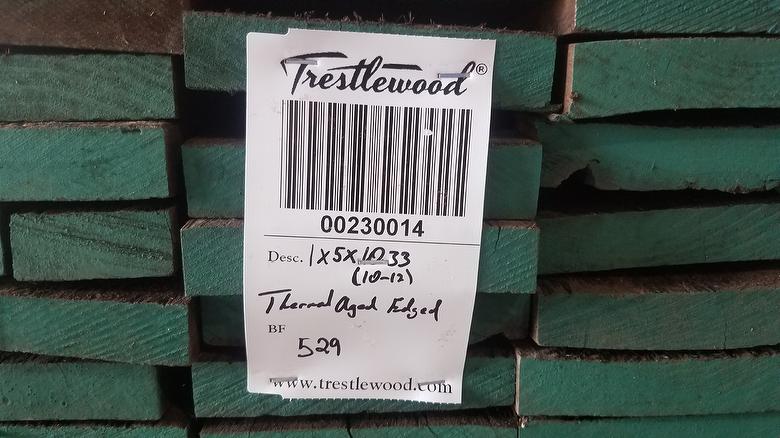 Trestlewood®
00230014
Desc. 1x5x10.33
(10-12)
Thermal Aged Edged
BF
529
www.trestlewood.com